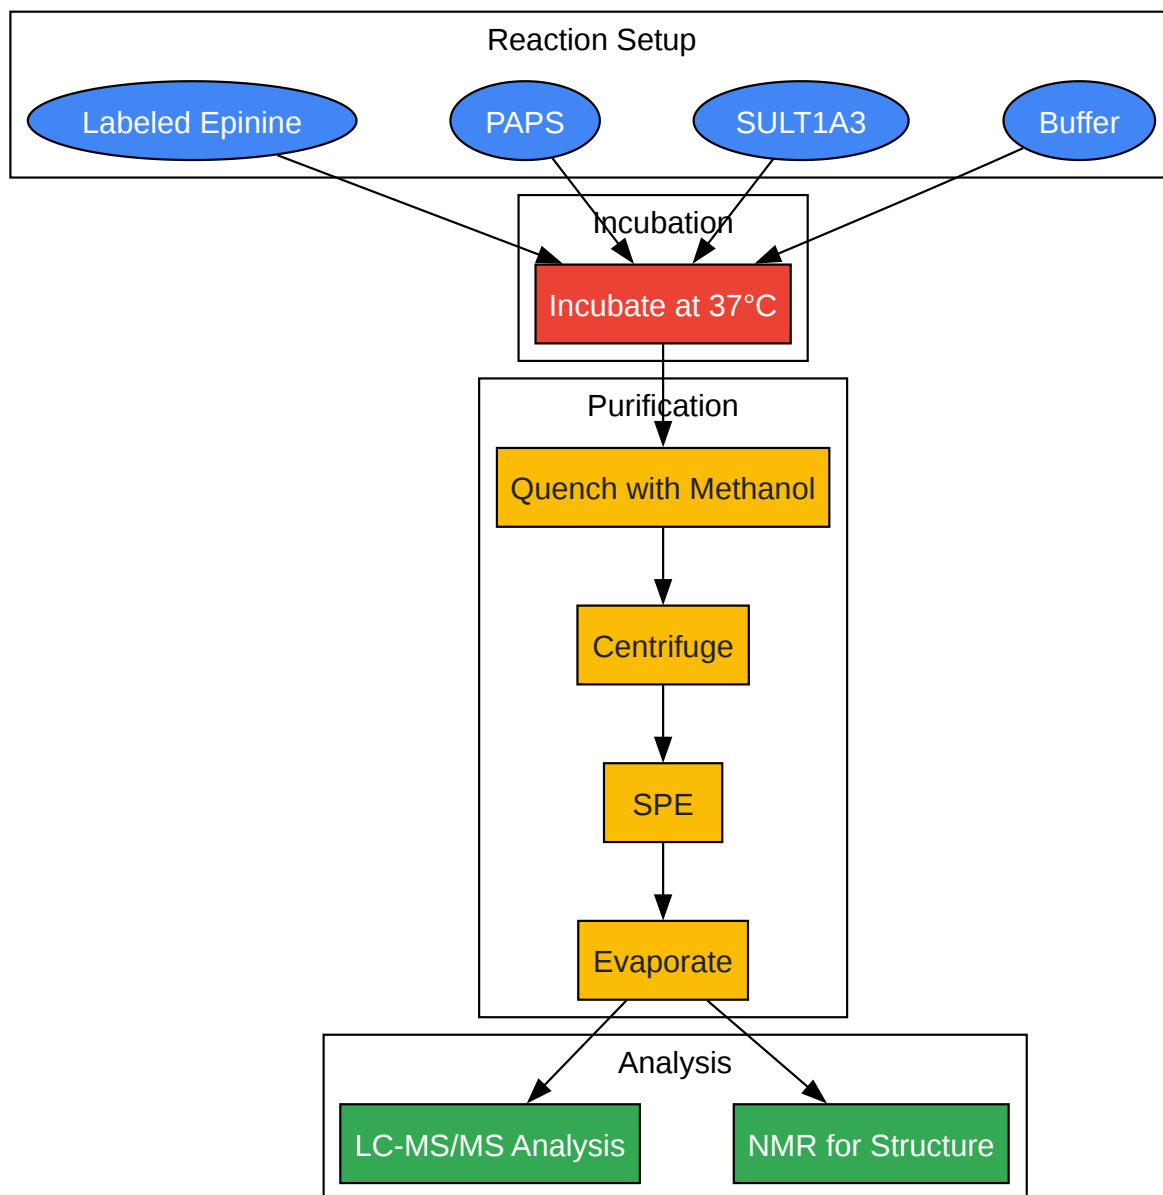 Reaction Setup
Labeled Epinine
PAPS
SULT1A3
Buffer
Incubation
Incubate at 37°C
Purification
Quench with Methanol
Centrifuge
SPE
Evaporate
Analysis
LC-MS/MS Analysis
NMR for Structure